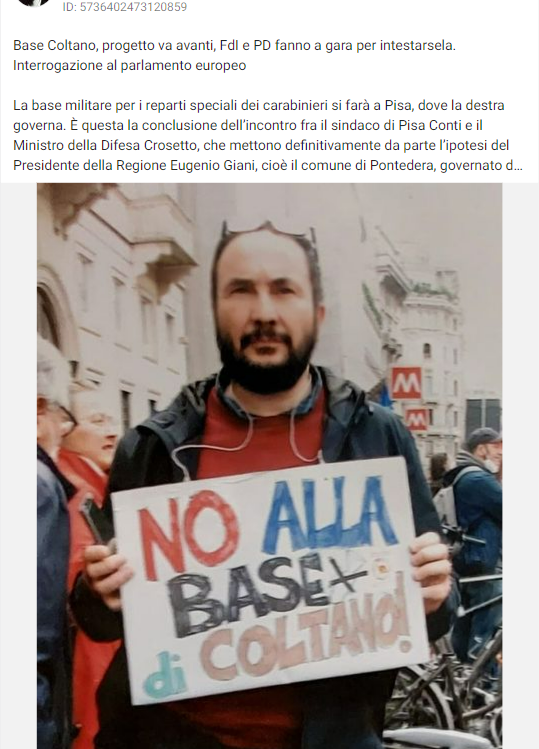 ID: 5736402473120859
Base Coltano, progetto va avanti, FdI e PD fanno a gara per intestarsela.
Interrogazione al parlamento europeo
La base militare per i reparti speciali dei carabinieri si farà a Pisa, dove la destra
governa. È questa la conclusione dell'incontro fra il sindaco di Pisa Conti e il
Ministro della Difesa Crosetto, che mettono definitivamente da parte l'ipotesi del
Presidente della Regione Eugenio Giani, cioè il comune di Pontedera, governato d...
M
M
NO ALLA
BASE
di COLTANO!